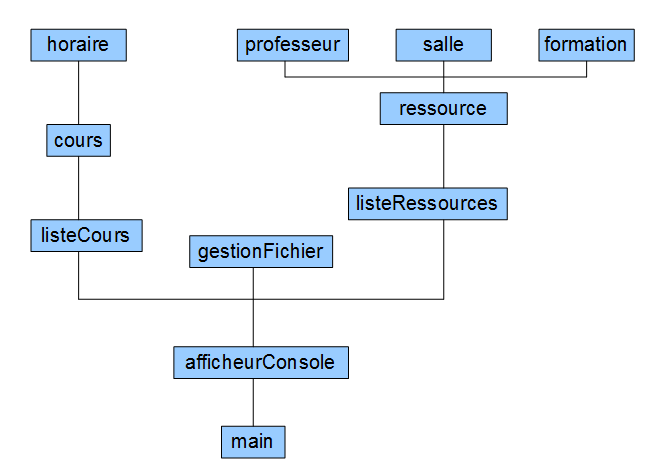 horaire
professeur
salle
formation
ressource
cours
listeRessources
listeCours
gestionFichier
afficheurConsole
main